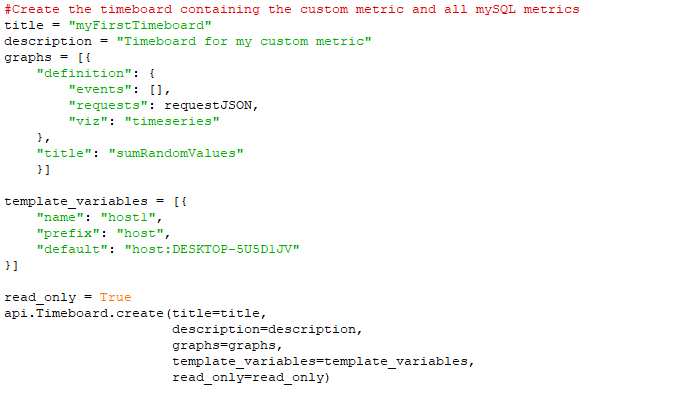 #Create the timeboard containing the custom metric and all mySQL metrics
title = "myFirstTimeboard"
description = "Timeboard for my custom metric"
graphs = [{
    "definition": {
        "events": [],
        "requests": requestJSON,
        "viz": "timeseries"
    },
    "title": "sumRandomValues"
    }]

template_variables = [{
    "name": "host1",
    "prefix": "host",
    "default": "host:DESKTOP-5U5D1JV"
}]

read_only = True
api.Timeboard.create(title=title,
                     description=description,
                     graphs=graphs,
                     template_variables=template_variables,
                     read_only=read_only)